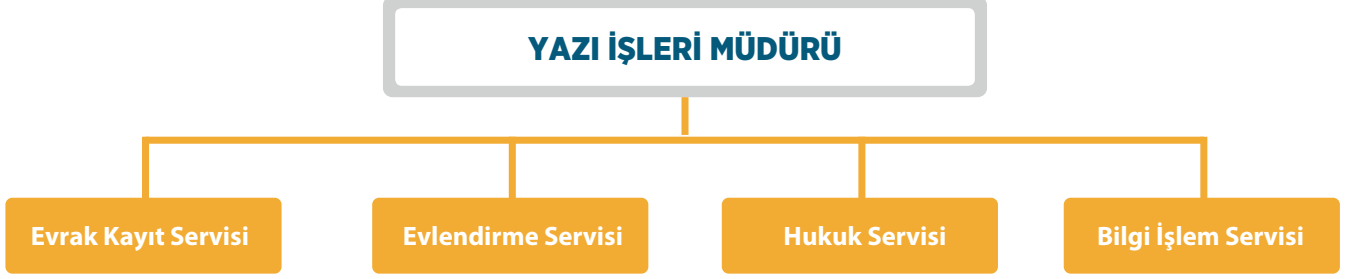 YAZI İŞLERİ MÜDÜRÜ
Evrak Kayıt Servisi
Evlendirme Servisi
Hukuk Servisi
Bilgi İşlem Servisi